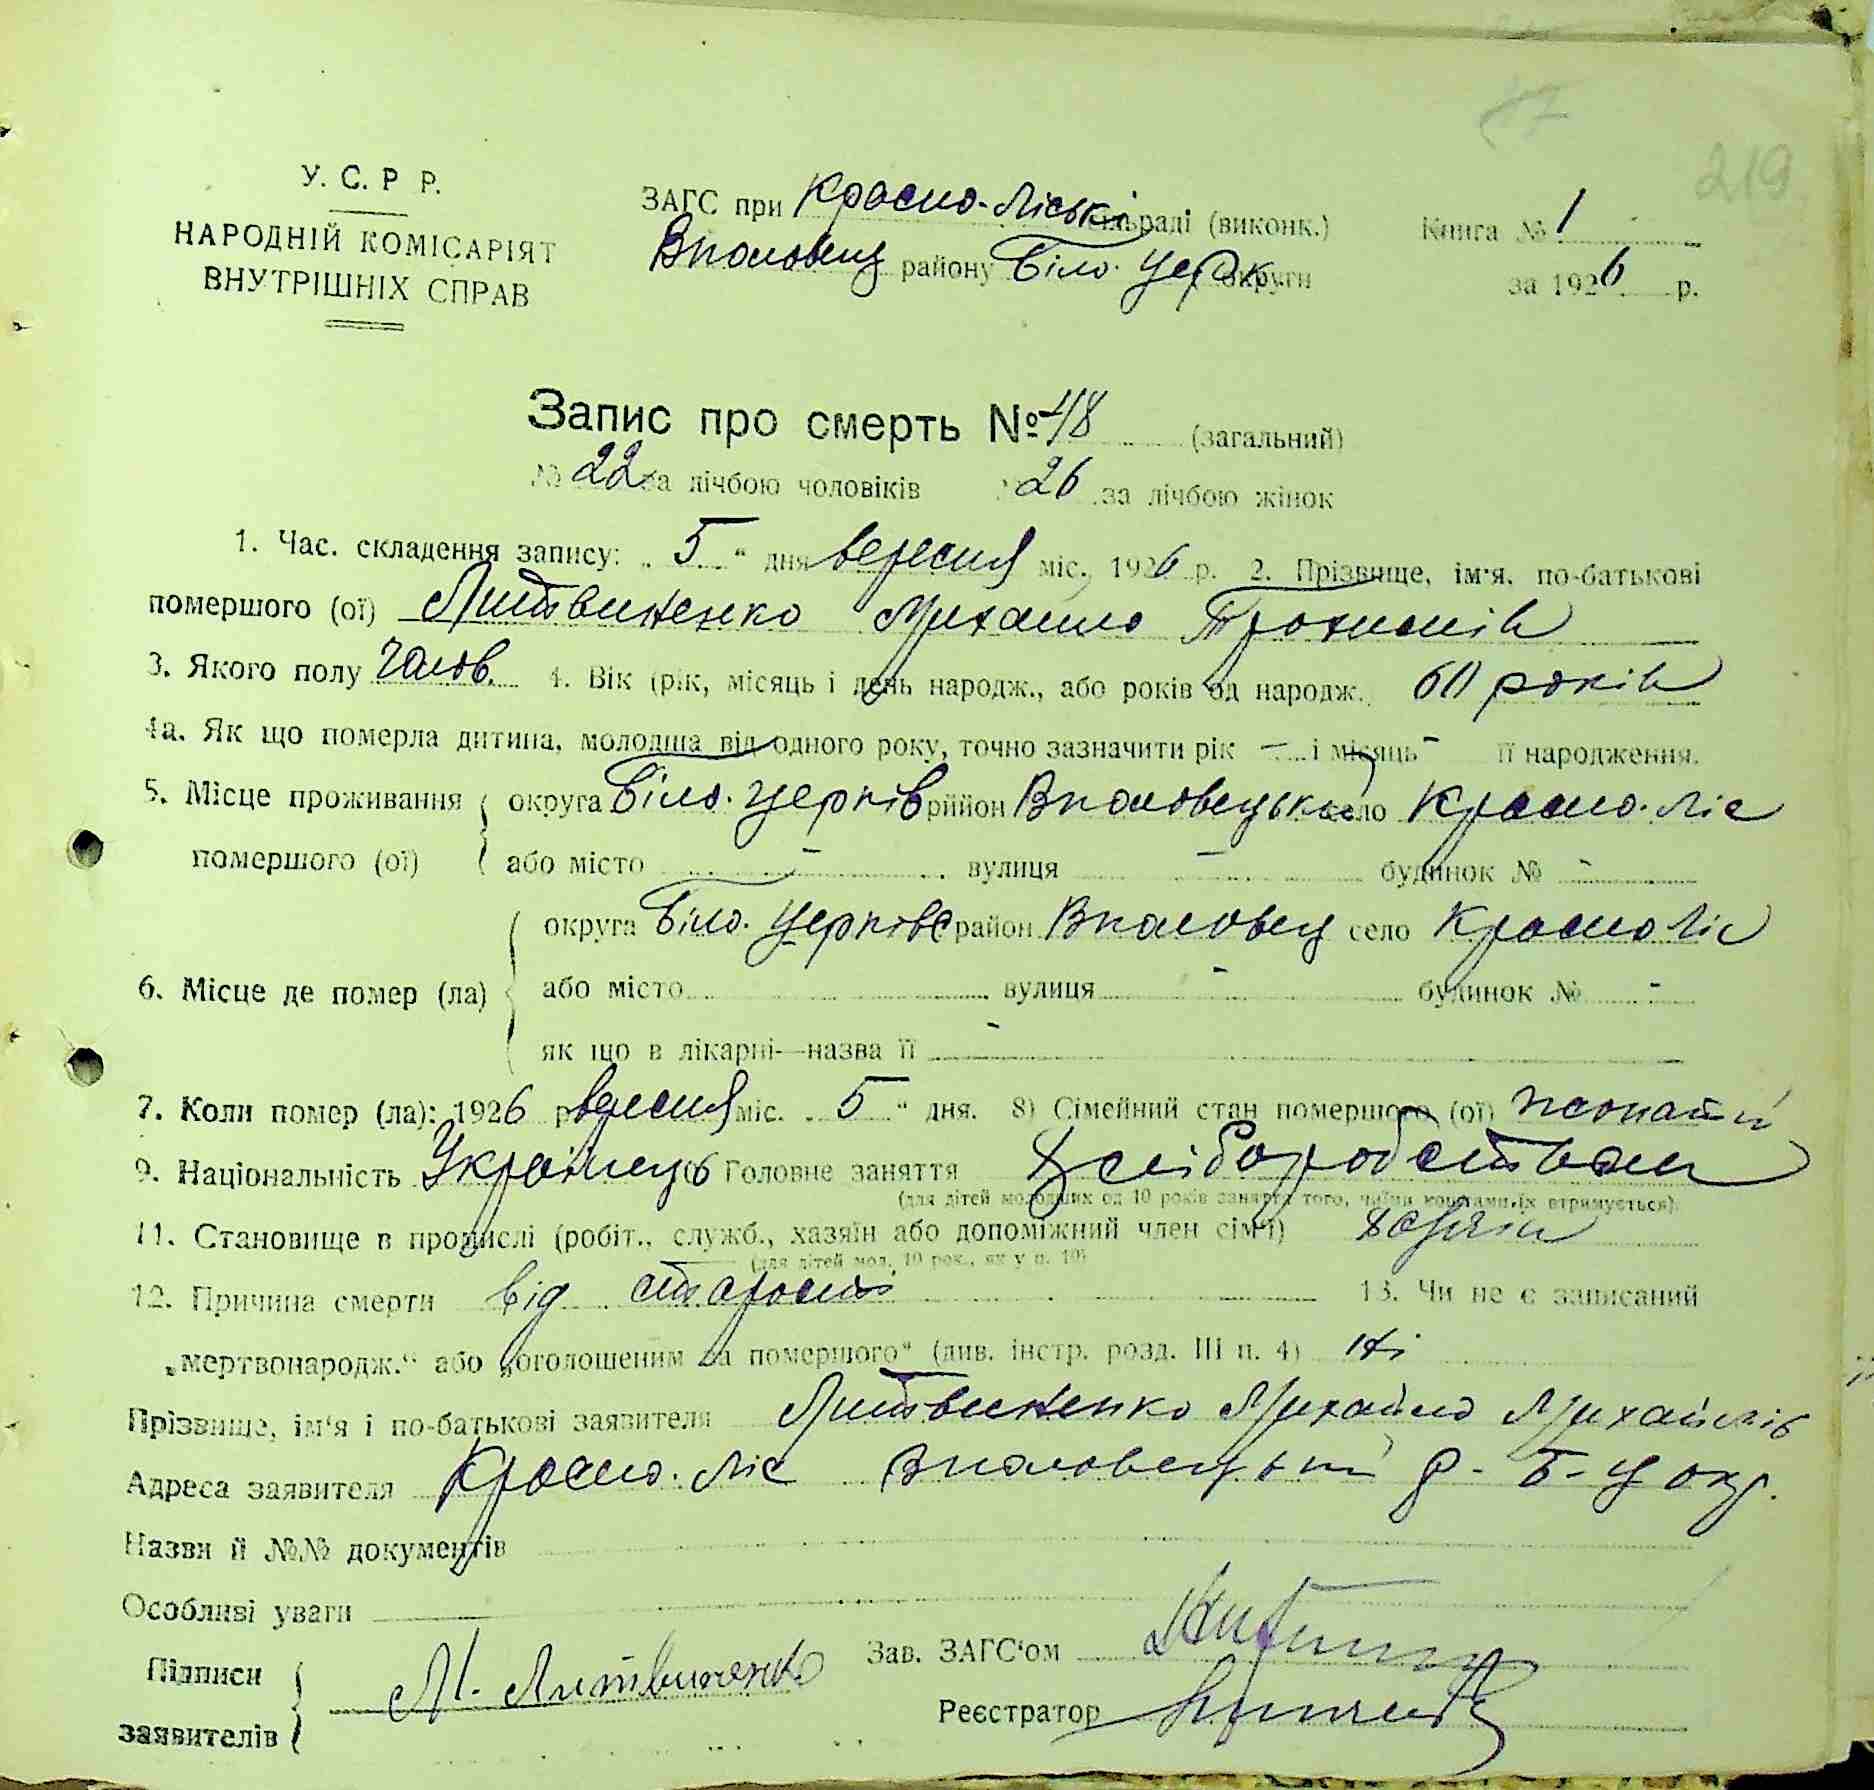 219
У. С. Р Р.
НАРОДНІЙ КОМІСАРІЯТ
ВНУТРІШНІХ СПРАВ
ЗАГС при Красно-Ліські сільраді (виконк.) Книга № 1
району Біло. Церк. округи за 1926 р.
Запис про смерть № 48 (загальний)
№ 22 за лічбою чоловіків 26 за лічбою жінок
1. Час. складення запису: „ 5 “ дня вересня міс. 1926 р. 2. Прізвище, ім'я, по-батькові
помершого (ої) Литвиненко Михайло Трохимів
3. Якого полу чолов. 4. Вік (рік, місяць і день народж., або років од народж. 60 років
4а. Як що померла дитина, молодша від одного року, точно зазначити рік – і місяць - її народження.
5. Місце проживання округа Біло. Церків район село Красно-Ліс
помершого (ої) або місто - вулиця - будинок № -
округа Біло. Церківс район село Красно Ліс
6. Місце де помер (ла) або місто вулиця - будинок № -
як що в лікарні—назва її -
7. Коли помер (ла): 1926 р вересня міс. „ 5 “ дня. 8) Сімейний стан помершого (ої) жонатий
9. Національність Українець 10 Головне заняття Хліборобством
(для дітей молодших од 10 років заняття того, чиїми коштами їх втримується).
11. Становище в промислі (робіт., служб., хазяїн або допоміжний член сім'ї) хазяїн
(для дітей мол. 10 рок., як у п. 10)
12. Причина смерти від старости 13. Чи не є записаний
„мертвонародж.“ або „оголошеним за помершого“ (див. інстр. розд. III п. 4) ні
Прізвище, ім'я і по-батькові заявителя Литвиненко Михайло Михайлів
Адреса заявителя Красно-Ліс р- Б-Ц окр.
Назви й №№ документів
Особливі уваги
Підписи М. Литвиненко Зав. ЗАГС'ом
заявителів Реєстратор